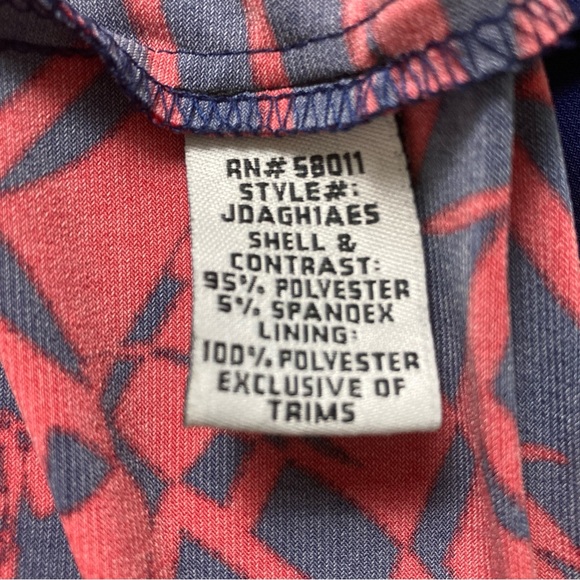 RN# 58011
STYLE#:
JDAGH1AES
SHELL &
CONTRAST:
95% POLYESTER
5% SPANDEX
LINING:
100% POLYESTER
EXCLUSIVE OF
TRIMS